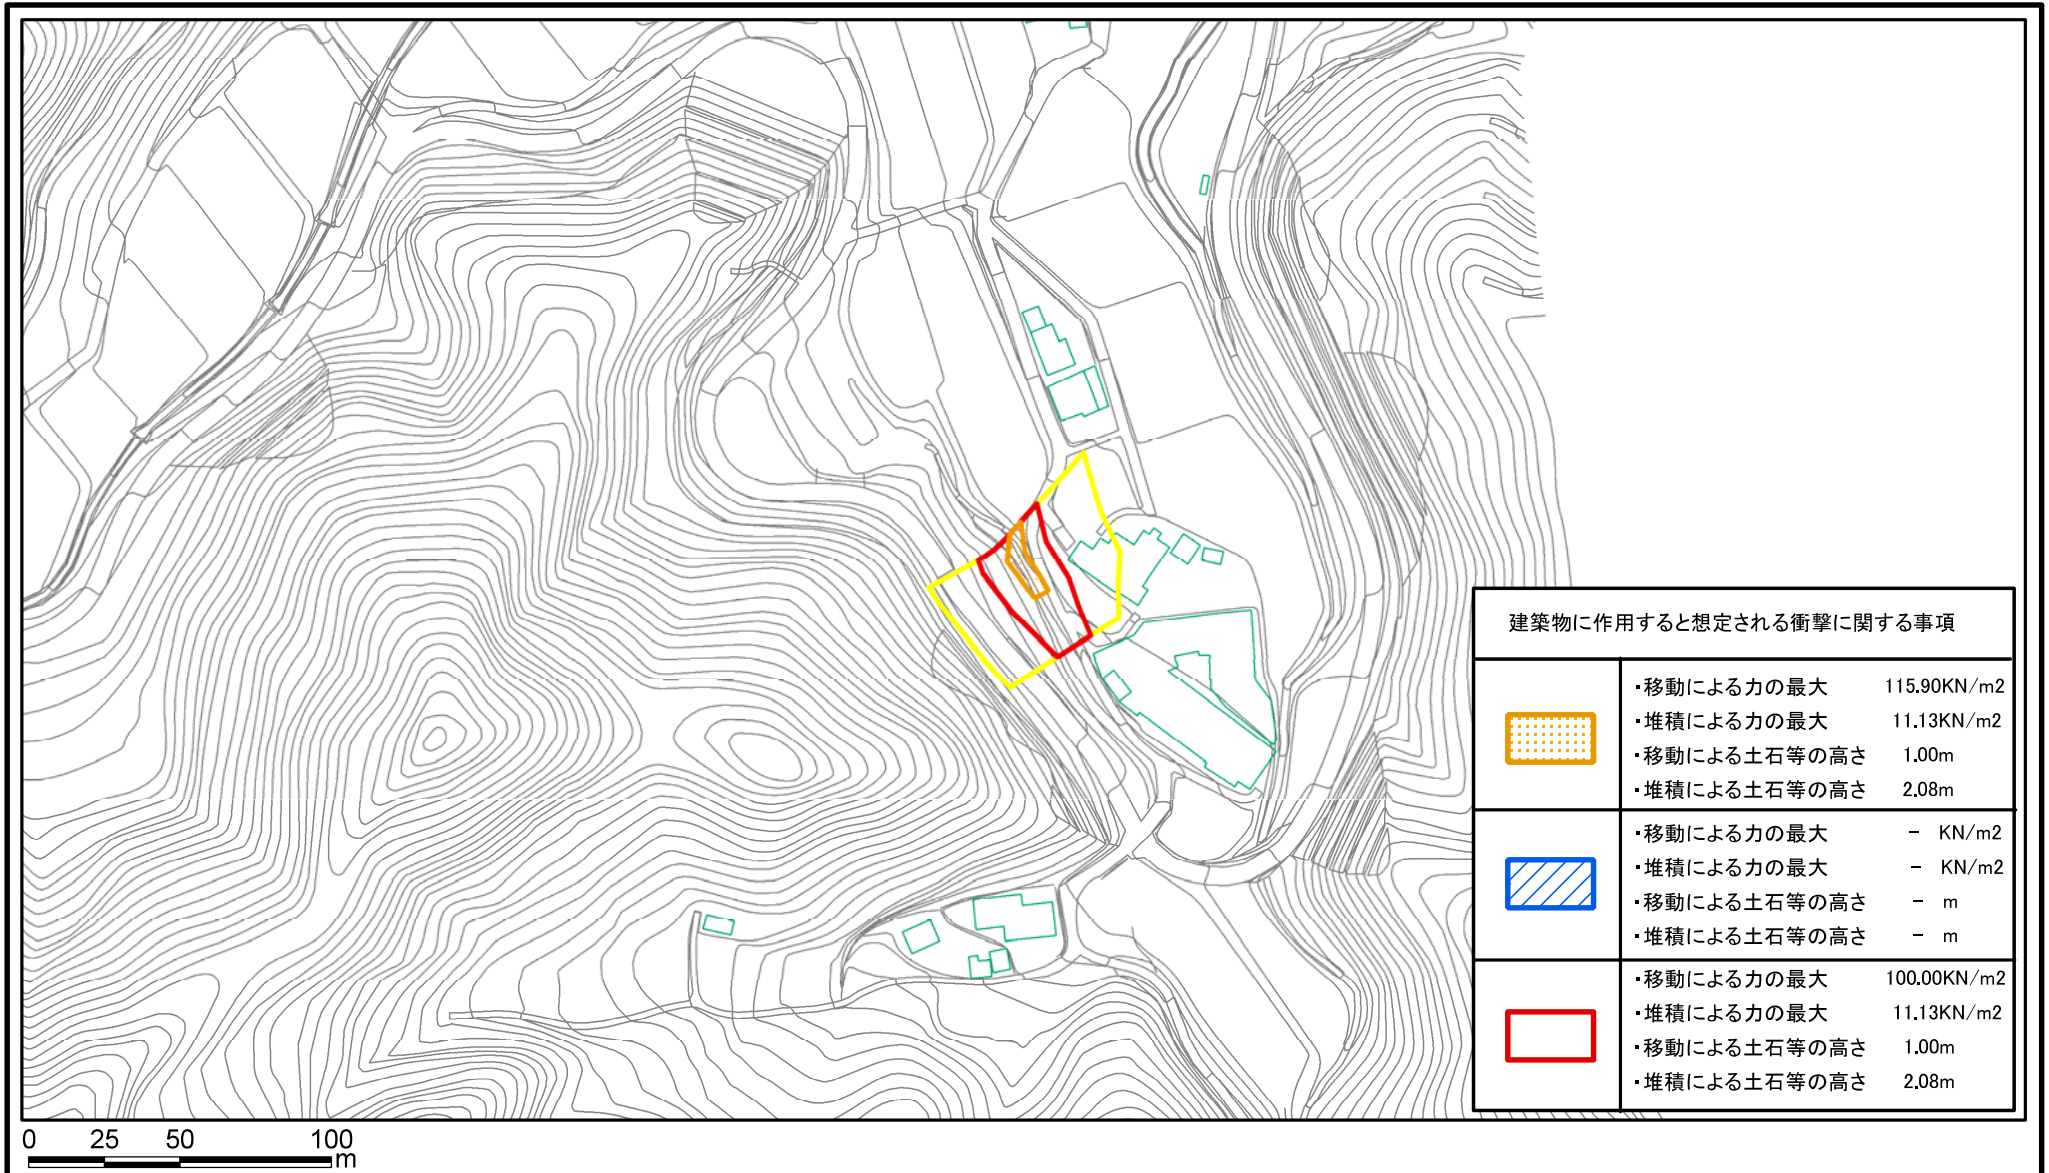 建築物に作用すると想定される衝撃に関する事項
・移動による力の最大 115.90KN/m2
・堆積による力の最大 11.13KN/m2
・移動による土石等の高さ 1.00m
・堆積による土石等の高さ 2.08m
・移動による力の最大 - KN/m2
・堆積による力の最大 - KN/m2
・移動による土石等の高さ - m
・堆積による土石等の高さ - m
・移動による力の最大 100.00KN/m2
・堆積による力の最大 11.13KN/m2
・移動による土石等の高さ 1.00m
・堆積による土石等の高さ 2.08m
0 25 50 100
m